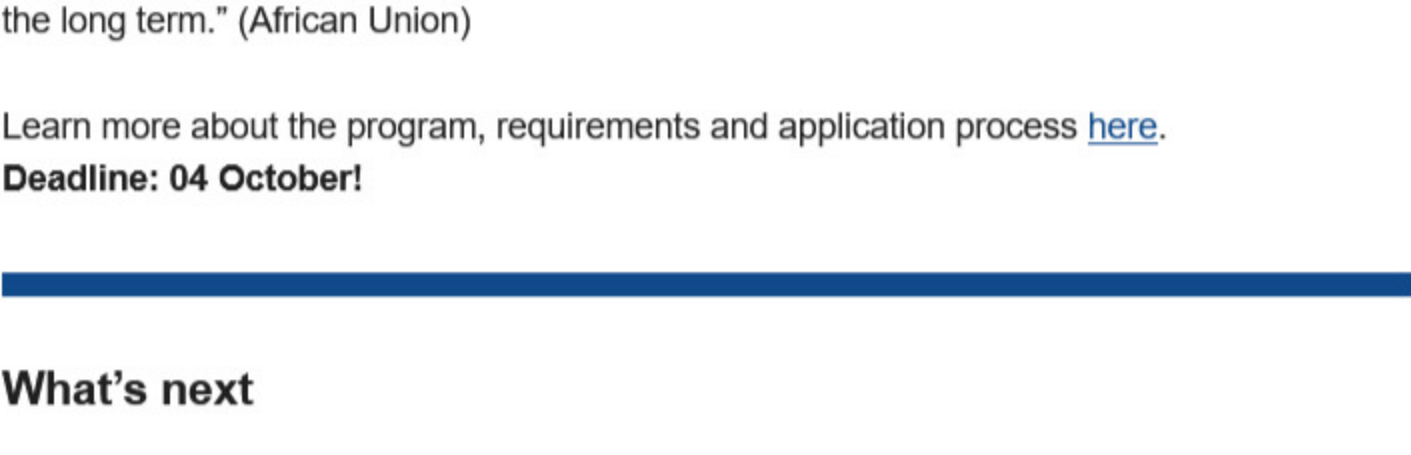 the long term.” (African Union)
Learn more about the program, requirements and application process here.
Deadline: 04 October!
What’s next